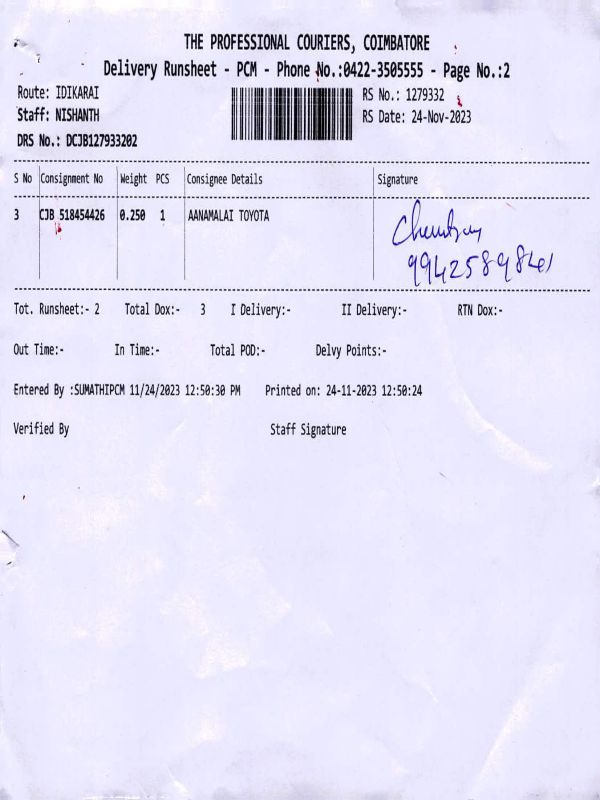 THE PROFESSIONAL COURIERS, COIMBATORE
Delivery Runsheet - PCM - Phone No.:0422-3505555 - Page No.:2
Route: IDIKARAI RS No.: 1279332
Staff: NISHANTH RS Date: 24-Nov-2023
DRS No.: DCJB127933202
S No Consignment No Weight PCS Consignee Details Signature
3 CJB 518454426 0.250 1 AANAMALAI TOYOTA
Tot. Runsheet:- 2 Total Dox:- 3 I Delivery:- II Delivery:- RTN Dox:-
Out Time:- In Time:- Total POD:- Delvy Points:-
Entered By :SUMATHIPCM 11/24/2023 12:50:30 PM Printed on: 24-11-2023 12:50:24
Verified By Staff Signature